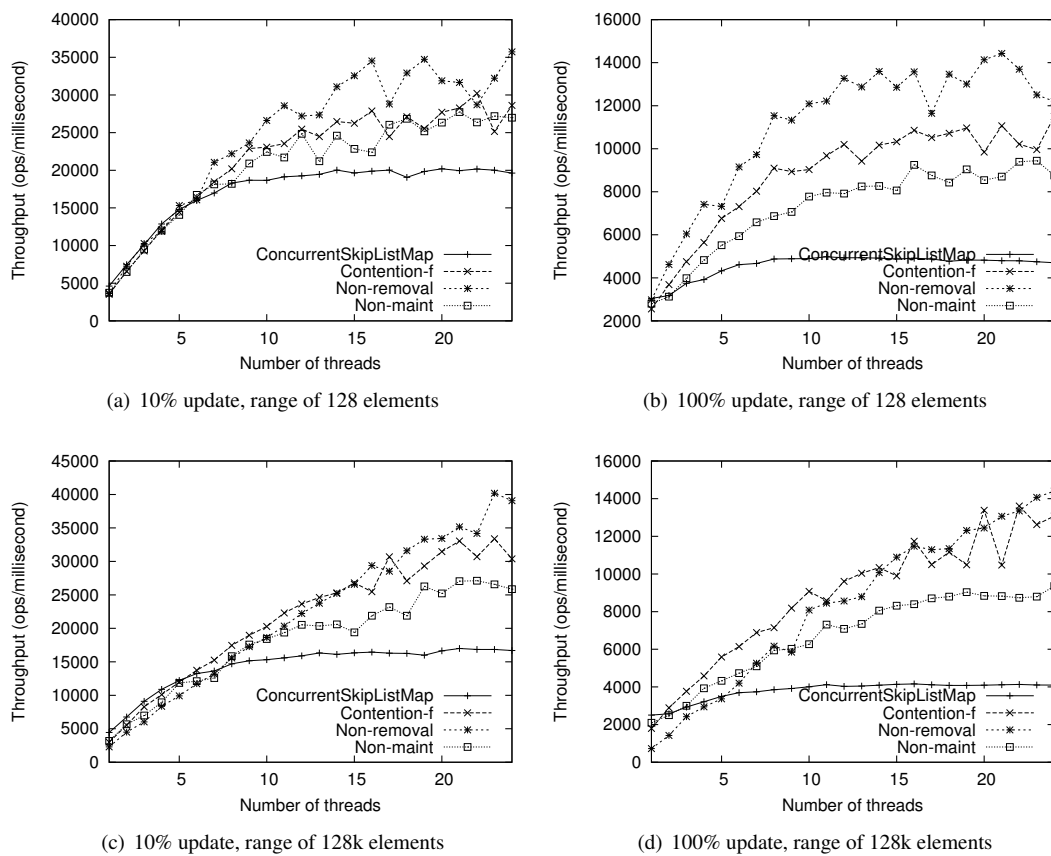 40000
35000
30000
25000
20000
15000
10000
5000
0
Throughput (ops/millisecond)
5 10 15 20
Number of threads
ConcurrentSkipListMap
Contention-f
Non-removal
Non-maint
(a) 10% update, range of 128 elements
16000
14000
12000
10000
8000
6000
4000
2000
Throughput (ops/millisecond)
5 10 15 20
Number of threads
ConcurrentSkipListMap
Contention-f
Non-removal
Non-maint
(b) 100% update, range of 128 elements
45000
40000
35000
30000
25000
20000
15000
10000
5000
0
Throughput (ops/millisecond)
5 10 15 20
Number of threads
ConcurrentSkipListMap
Contention-f
Non-removal
Non-maint
(c) 10% update, range of 128k elements
16000
14000
12000
10000
8000
6000
4000
2000
0
Throughput (ops/millisecond)
5 10 15 20
Number of threads
ConcurrentSkipListMap
Contention-f
Non-removal
Non-maint
(d) 100% update, range of 128k elements